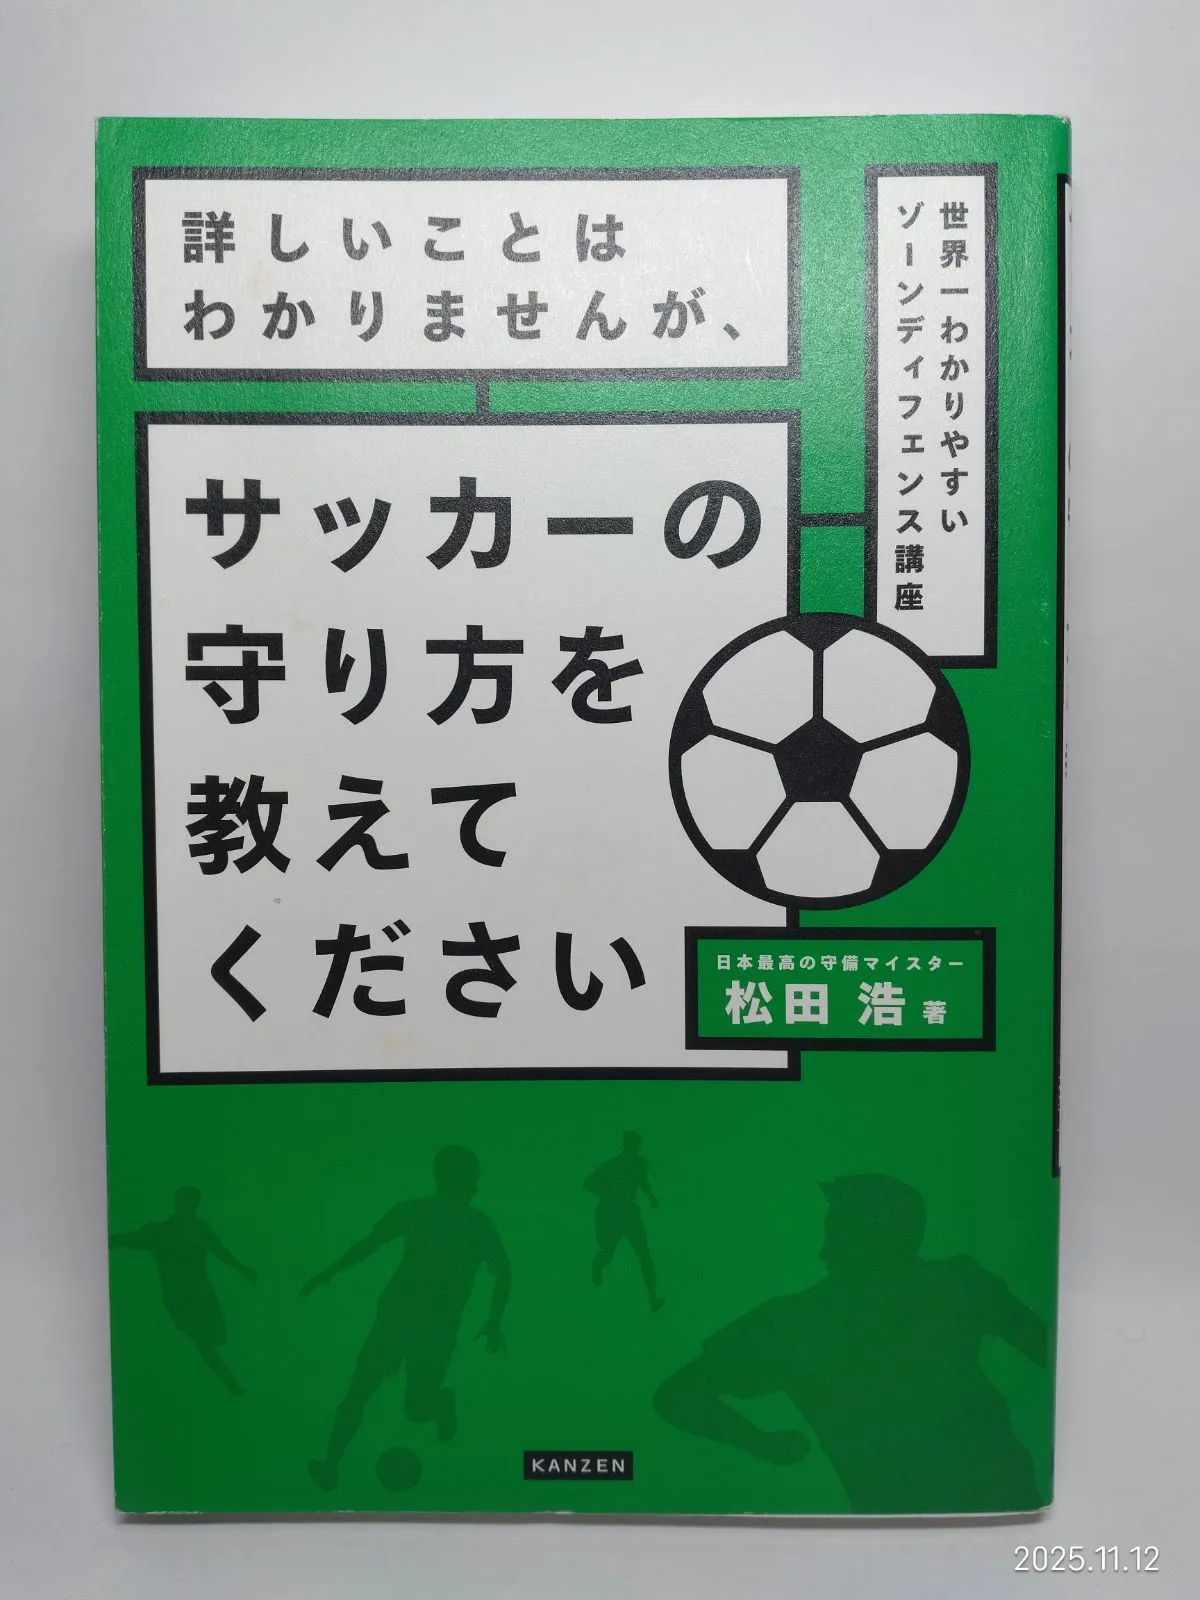 詳しいことは
わかりませんが、
世界一わかりやすい
ゾーンディフェンス講座
サッカーの
守り方を
教えて
ください
日本最高の守備マイスター
松田 浩 著
KANZEN
2025.11.12